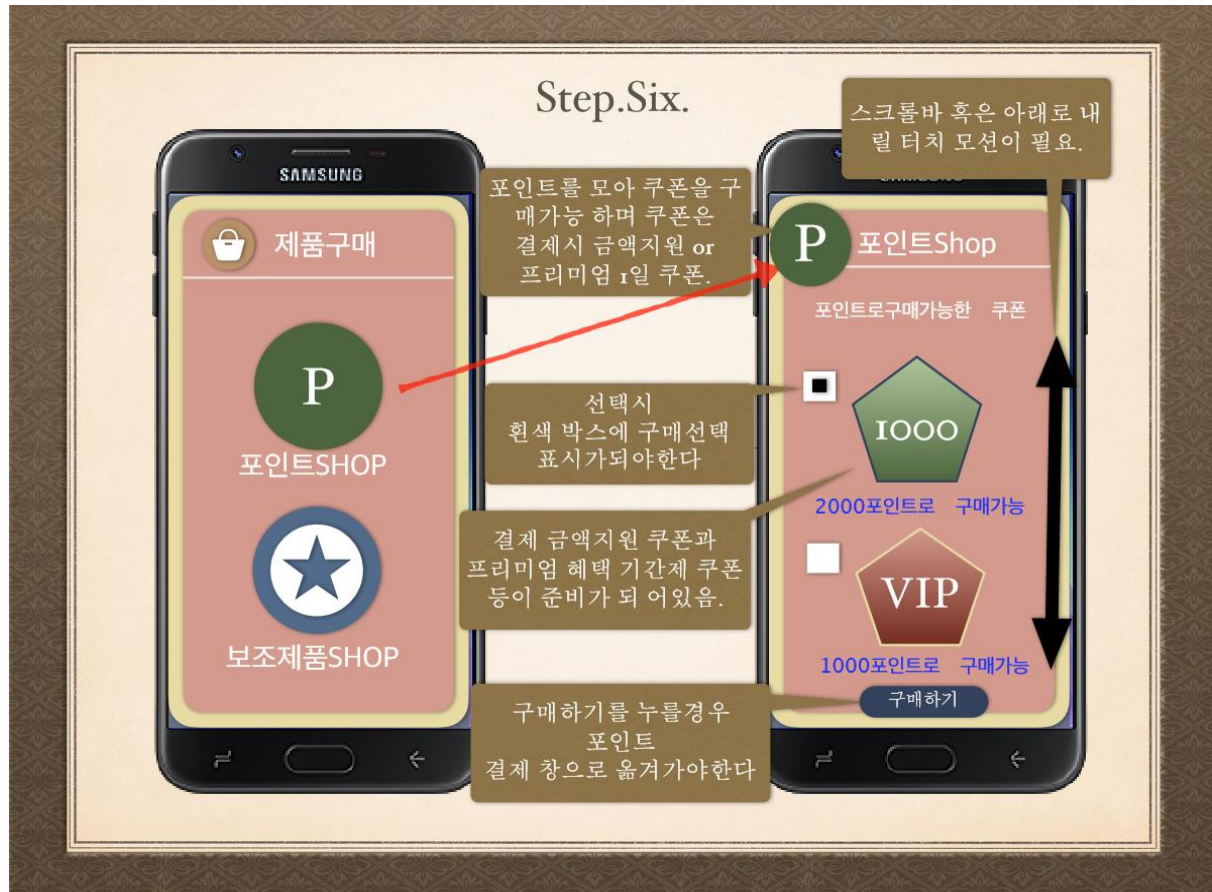 Step.Six.
스크롤바 혹은 아래로 내
릴 터치 모션이 필요.
SAMSUNG
제품구매
P
포인트SHOP
보조제품SHOP
포인트를 모아 쿠폰을 구
매가능 하며 쿠폰은
결제시 금액지원 or
프리미엄 1일 쿠폰.
선택시
흰색 박스에 구매선택
표시가되야한다
결제 금액지원 쿠폰과
프리미엄 혜택 기간제 쿠폰
등이 준비가 되 어있음.
구매하기를 누를경우
포인트
결제 창으로 옮겨가야한다
P
포인트Shop
포인트로구매가능한 쿠폰
1000
2000포인트로 구매가능
VIP
1000포인트로 구매가능
구매하기